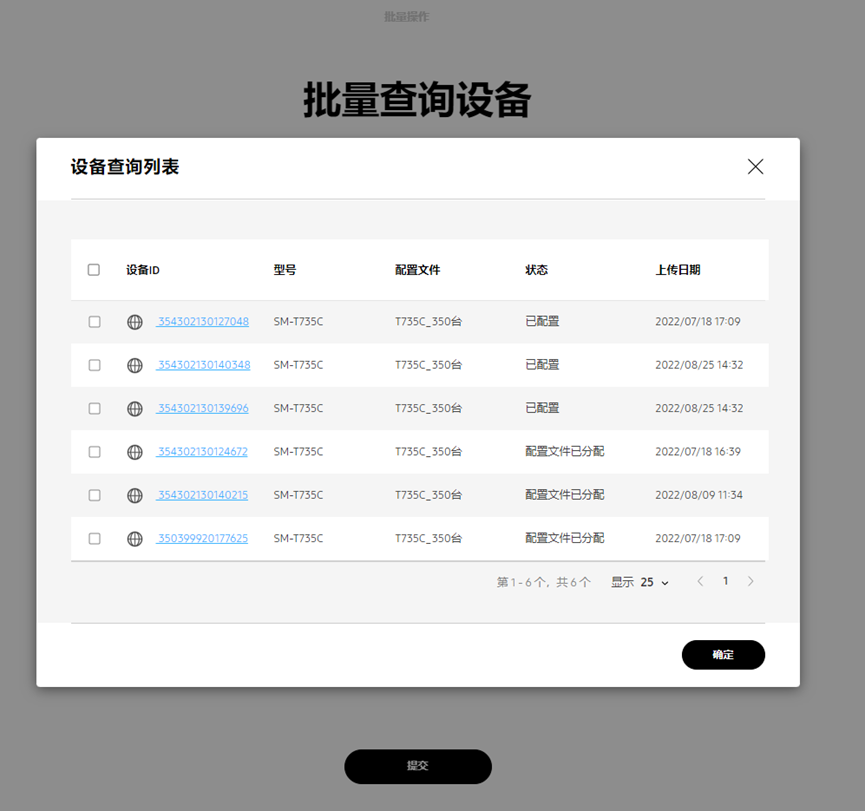 批量操作
批量查询设备
设备查询列表
设备ID 型号 配置文件 状态 上传日期
354302130127048 SM-T735C T735C_350台 已配置 2022/07/18 17:09
354302130140348 SM-T735C T735C_350台 已配置 2022/08/25 14:32
354302130139696 SM-T735C T735C_350台 已配置 2022/08/25 14:32
354302130124672 SM-T735C T735C_350台 配置文件已分配 2022/07/18 16:39
354302130140215 SM-T735C T735C_350台 配置文件已分配 2022/08/09 11:34
350399920177625 SM-T735C T735C_350台 配置文件已分配 2022/07/18 17:09
第 1 - 6 个, 共 6 个 显示 25 1
确定
提交